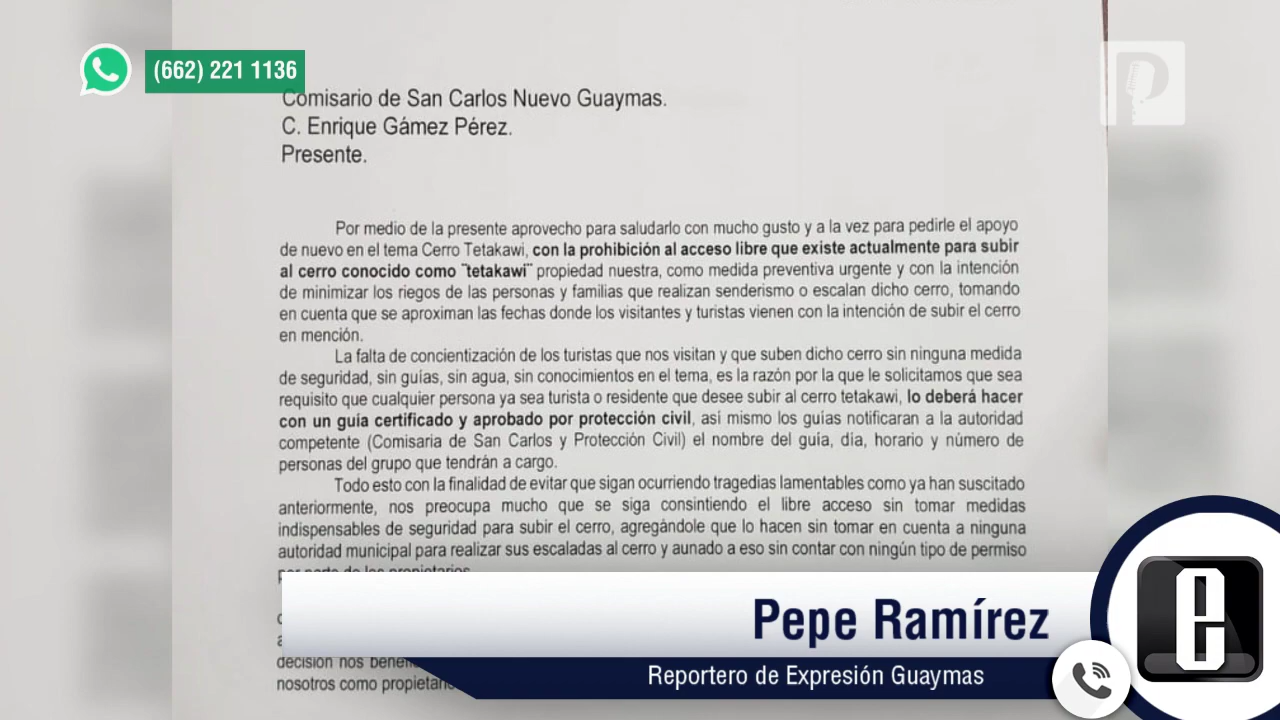 (662) 221 1136
Comisario de San Carlos Nuevo Guaymas.
C. Enrique Gámez Pérez.
Presente.
Por medio de la presente aprovecho para saludarlo con mucho gusto y a la vez para pedirle el apoyo
de nuevo en el tema Cerro Tetakawi, con la prohibición al acceso libre que existe actualmente para subir
al cerro conocido como ¨tetakawi¨ propiedad nuestra, como medida preventiva urgente y con la intención
de minimizar los riegos de las personas y familias que realizan senderismo o escalan dicho cerro, tomando
en cuenta que se aproximan las fechas donde los visitantes y turistas vienen con la intención de subir el cerro
en mención.
La falta de concientización de los turistas que nos visitan y que suben dicho cerro sin ninguna medida
de seguridad, sin guías, sin agua, sin conocimientos en el tema, es la razón por la que le solicitamos que sea
requisito que cualquier persona ya sea turista o residente que desee subir al cerro tetakawi, lo deberá hacer
con un guía certificado y aprobado por protección civil, así mismo los guías notificaran a la autoridad
competente (Comisaria de San Carlos y Protección Civil) el nombre del guía, día, horario y número de
personas del grupo que tendrán a cargo.
Todo esto con la finalidad de evitar que sigan ocurriendo tragedias lamentables como ya han suscitado
anteriormente, nos preocupa mucho que se siga consintiendo el libre acceso sin tomar medidas
indispensables de seguridad para subir el cerro, agregándole que lo hacen sin tomar en cuenta a ninguna
autoridad municipal para realizar sus escaladas al cerro y aunado a eso sin contar con ningún tipo de permiso
por parte de los propietarios
decisión nos
nosotros como
Pepe Ramírez
Reportero de Expresión Guaymas
e
P